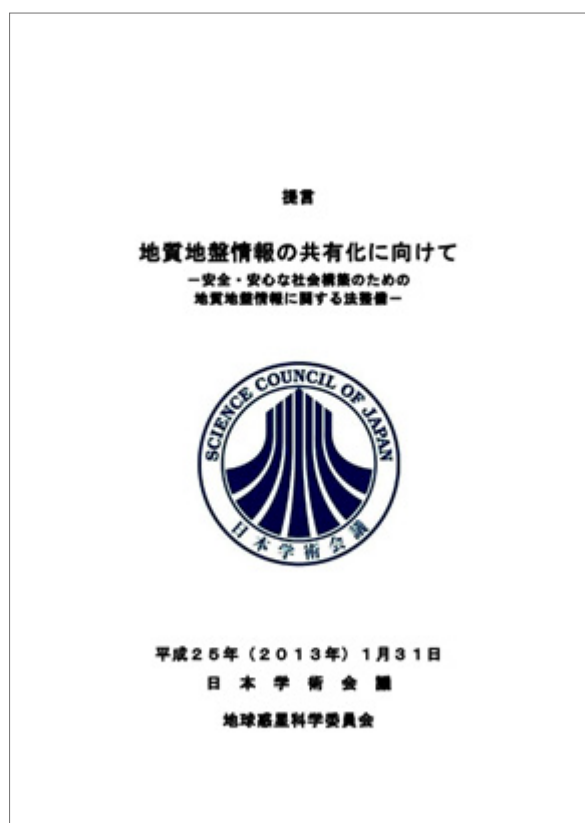 提言
地質地盤情報の共有化に向けて
－安全・安心な社会構築のための
地質地盤情報に関する法整備－
SCIENCE COUNCIL OF JAPAN
日本学術会議
平成２５年（２０１３年）１月３１日
日 本 学 術 会 議
地球惑星科学委員会